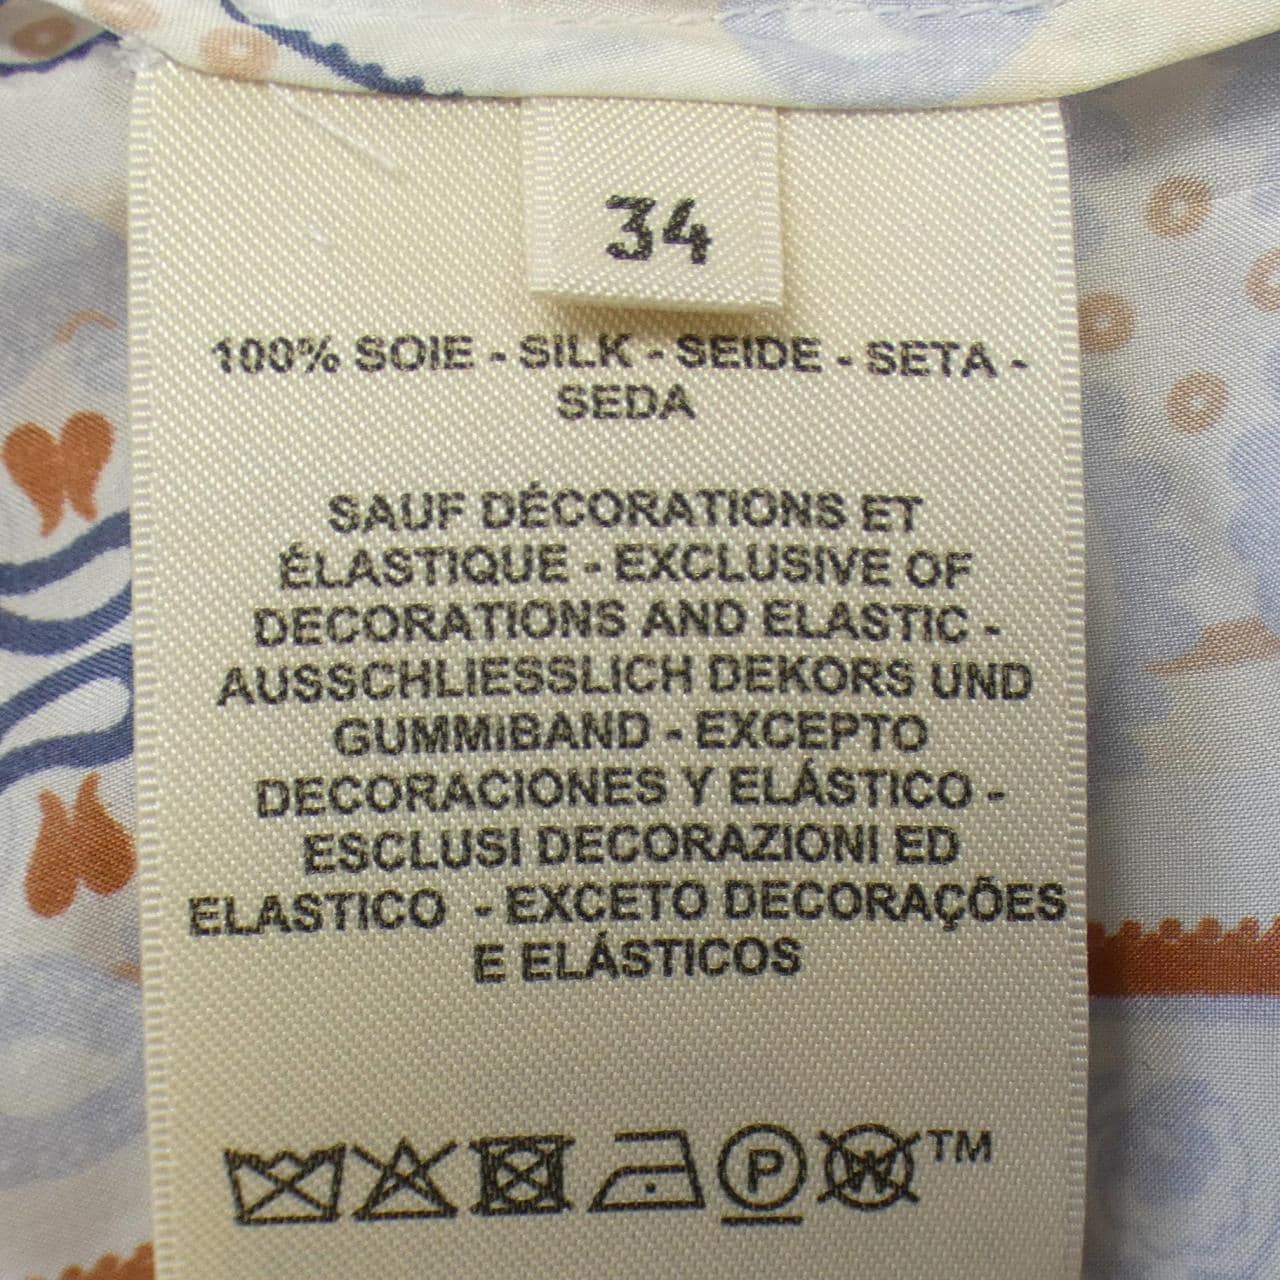 34
100% SOIE - SILK - SEIDE - SETA -
SEDA
SAUF DÉCORATIONS ET
ÉLASTIQUE - EXCLUSIVE OF
DECORATIONS AND ELASTIC -
AUSSCHLIESSLICH DEKORS UND
GUMMIBAND - EXCEPTO
DECORACIONES Y ELÁSTICO -
ESCLUSI DECORAZIONI ED
ELASTICO - EXCETO DECORAÇÕES
E ELÁSTICOS
P W TM